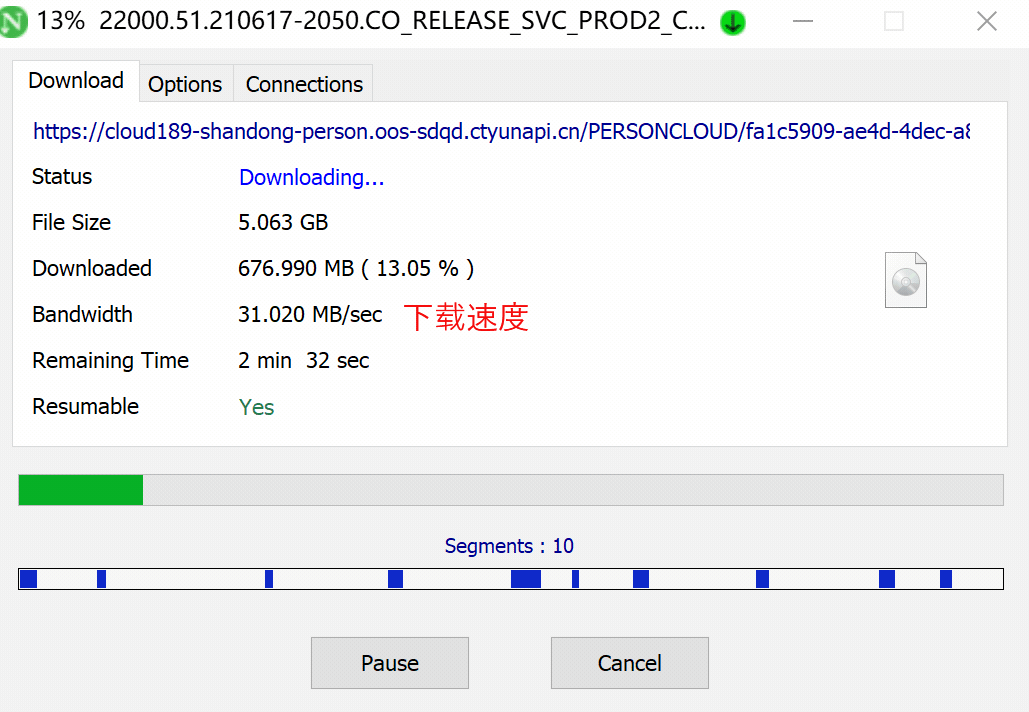 13% 22000.51.210617-2050.CO_RELEASE_SVC_PROD2_C...
Download Options Connections
https://cloud189-shandong-person.oos-sdqd.ctyunapi.cn/PERSONCLOUD/fa1c5909-ae4d-4dec-a8
Status Downloading...
File Size 5.063 GB
Downloaded 676.990 MB ( 13.05 % )
Bandwidth 31.020 MB/sec 下载速度
Remaining Time 2 min 32 sec
Resumable Yes
Segments : 10
Pause Cancel